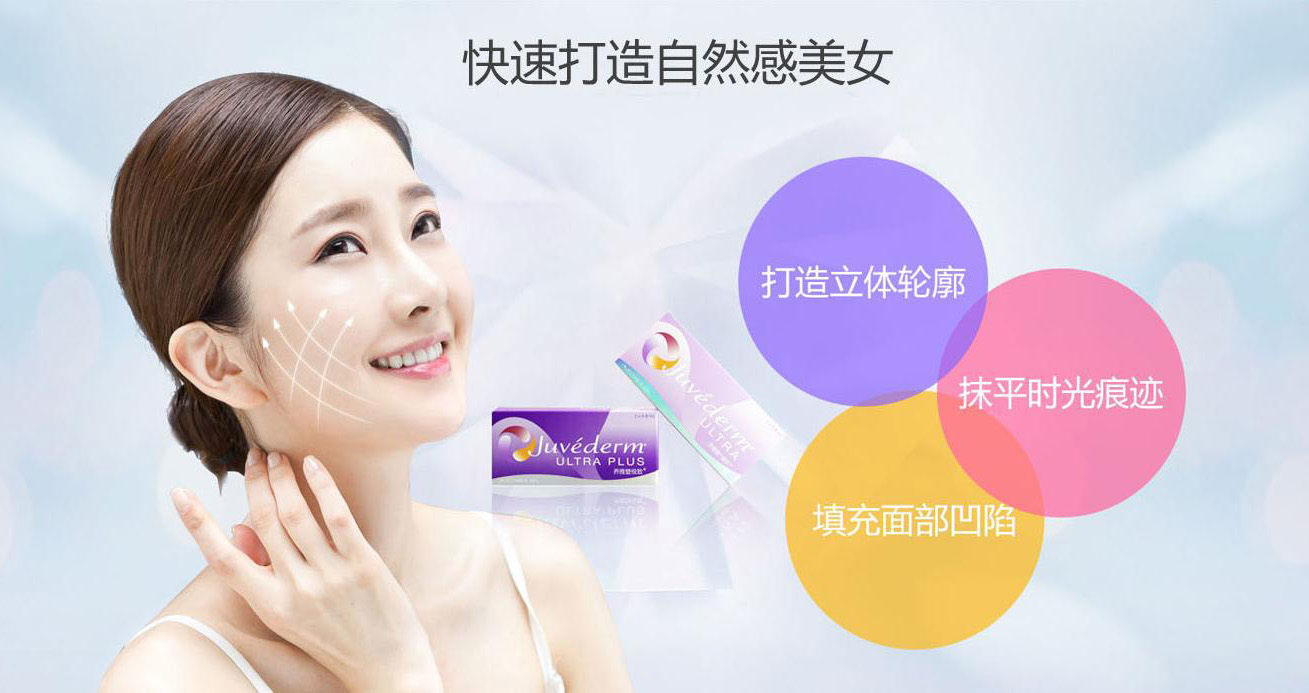 快速打造自然感美女
打造立体轮廓
抹平时光痕迹
填充面部凹陷
Juvéderm
ULTRA
Juvéderm
ULTRA PLUS